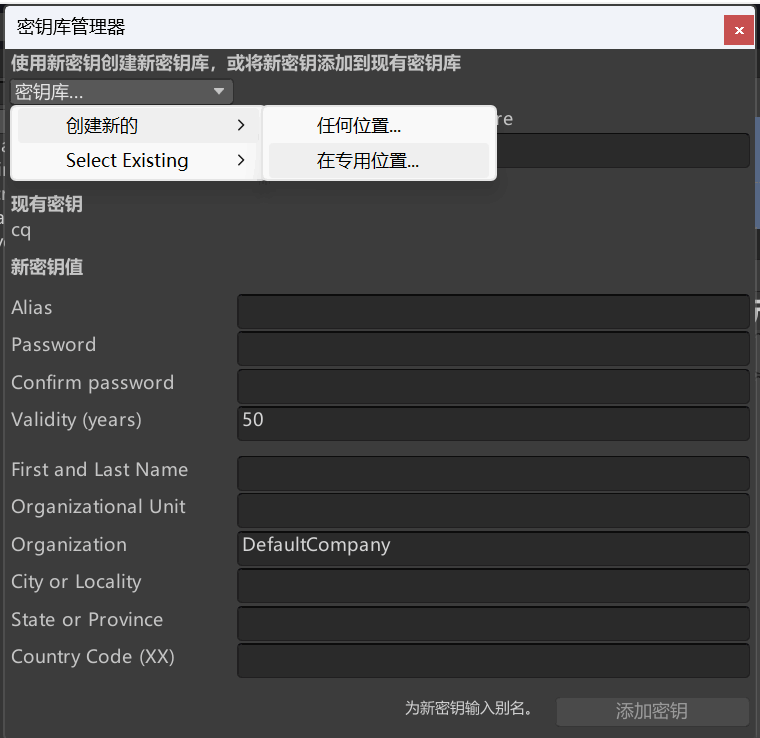 密钥库管理器
使用新密钥创建新密钥库，或将新密钥添加到现有密钥库
密钥库...
创建新的
任何位置...
re
Select Existing
在专用位置...
现有密钥
cq
新密钥值
Alias
Password
Confirm password
Validity (years) 50
First and Last Name
Organizational Unit
Organization DefaultCompany
City or Locality
State or Province
Country Code (XX)
为新密钥输入别名。 添加密钥